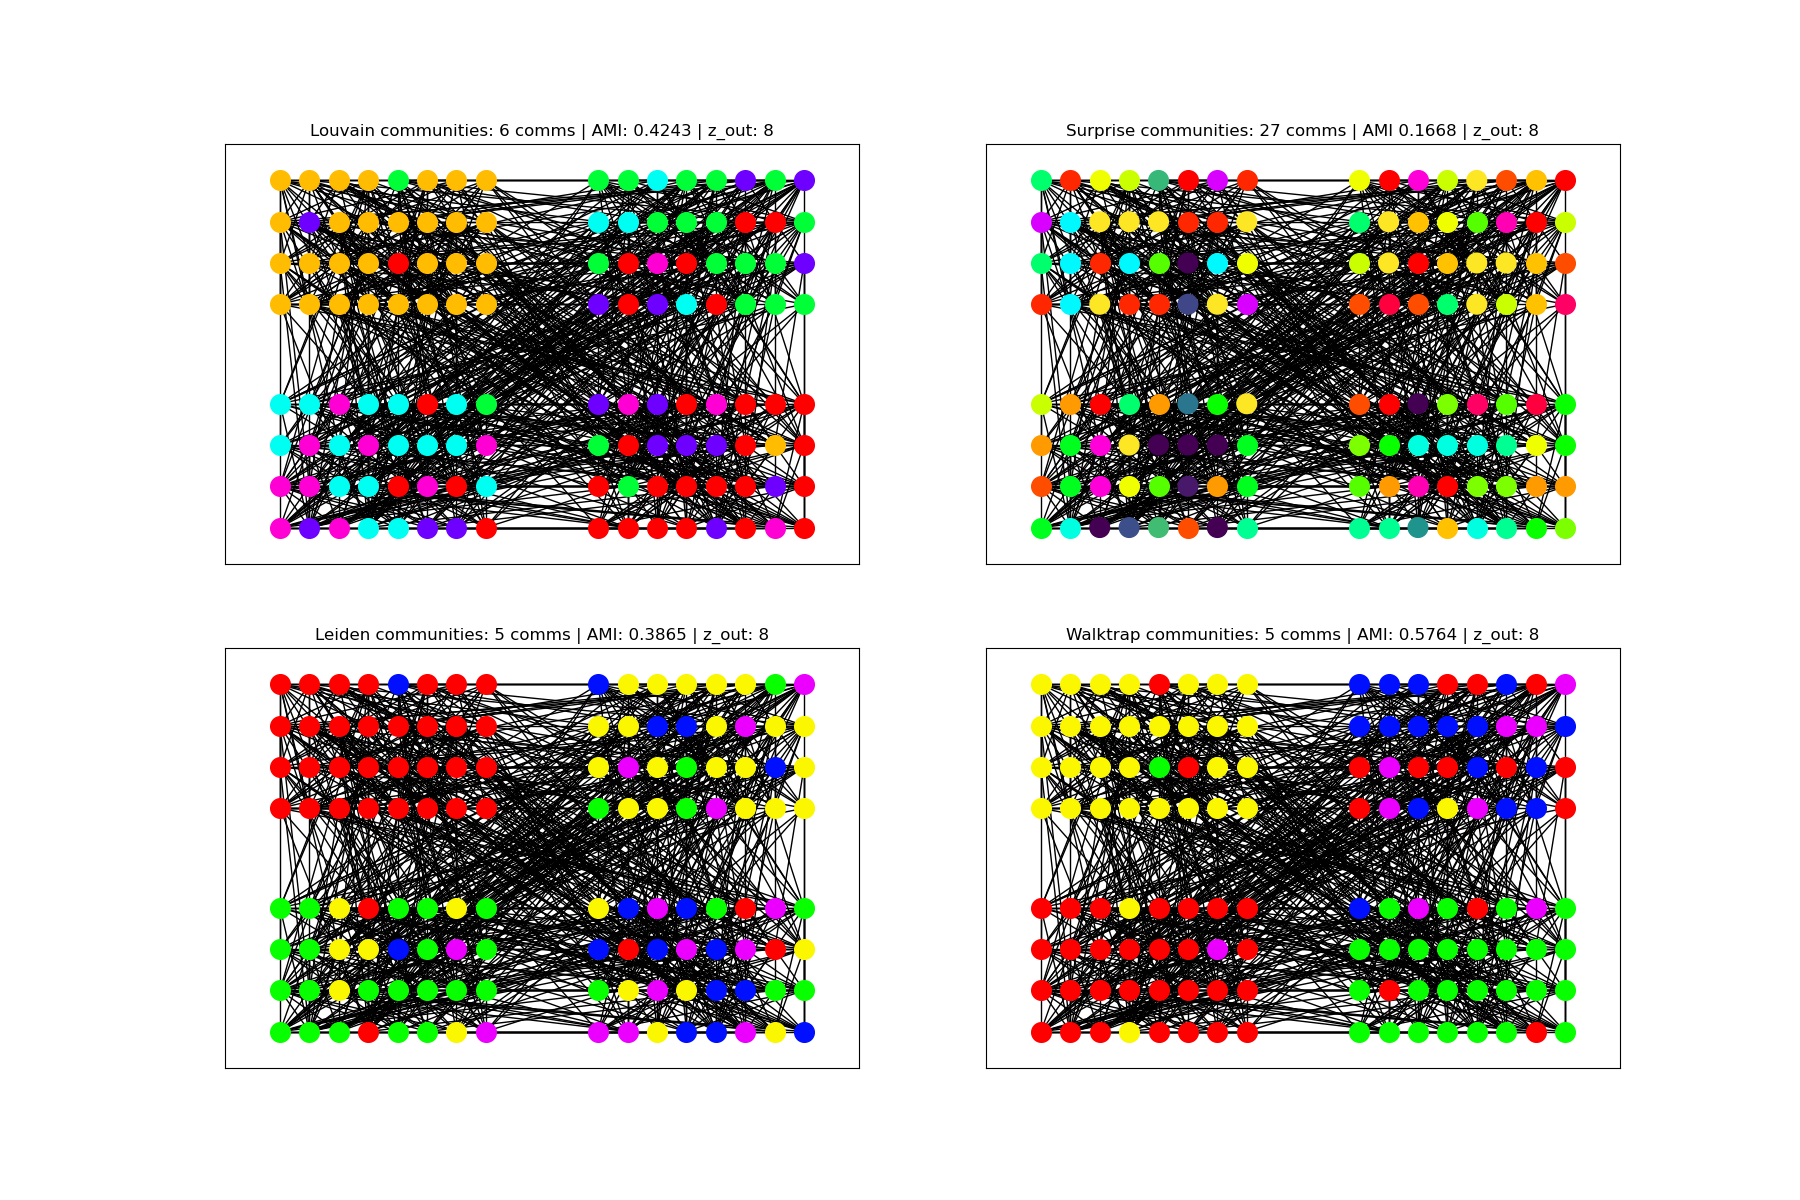 Louvain communities: 6 comms | AMI: 0.4243 | z_out: 8
Surprise communities: 27 comms | AMI 0.1668 | z_out: 8
Leiden communities: 5 comms | AMI: 0.3865 | z_out: 8
Walktrap communities: 5 comms | AMI: 0.5764 | z_out: 8